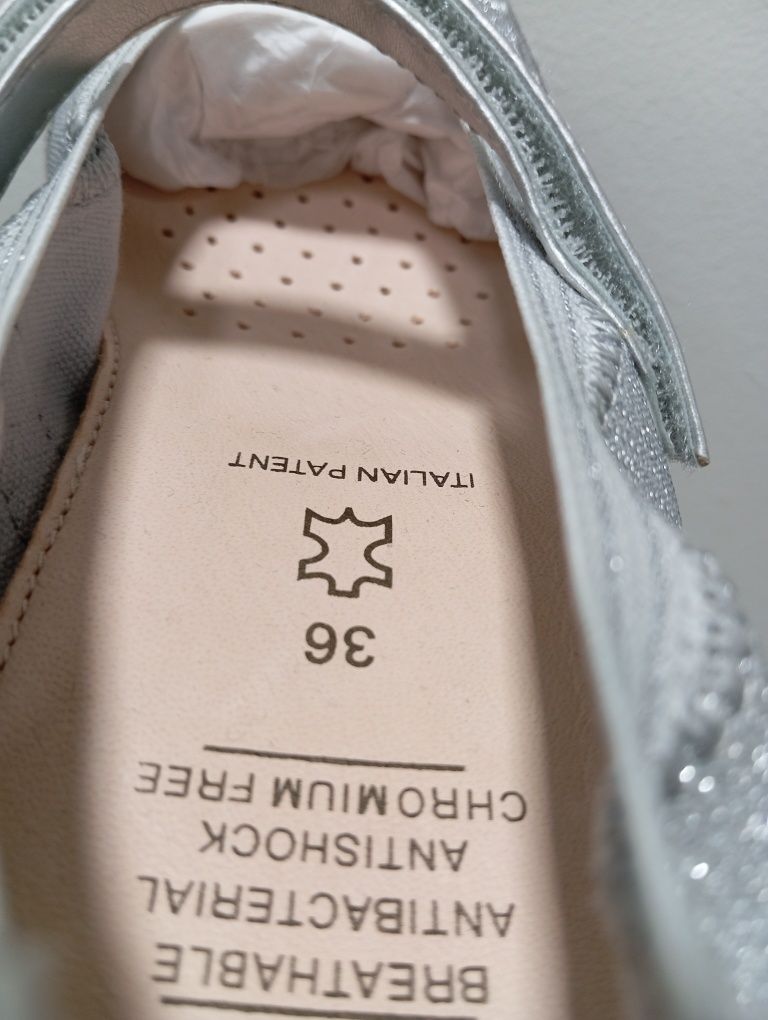 BREATHABLE
ANTIBACTERIAL
ANTISHOCK
CHROMIUM FREE
36
ITALIAN PATENT